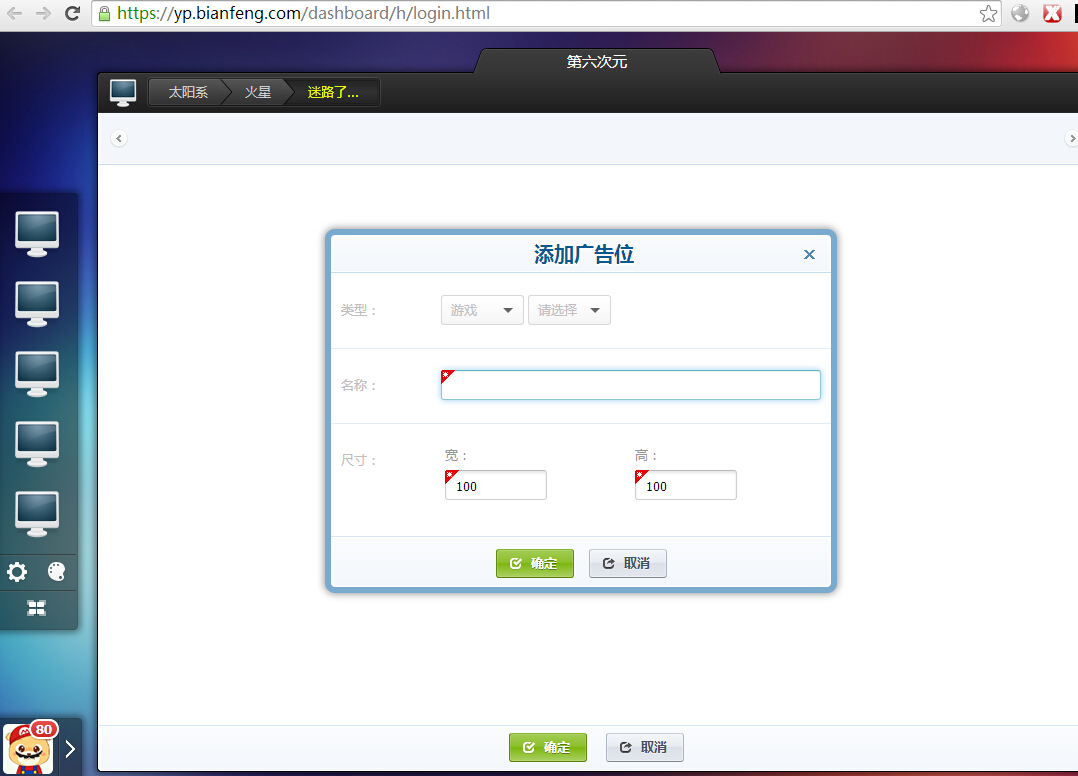 https://yp.bianfeng.com/dashboard/h/login.html
第六次元
太阳系 火星 迷路了...
添加广告位
类型： 游戏 请选择
名称：
尺寸： 宽： 高：
100 100
确定 取消
80
确定 取消